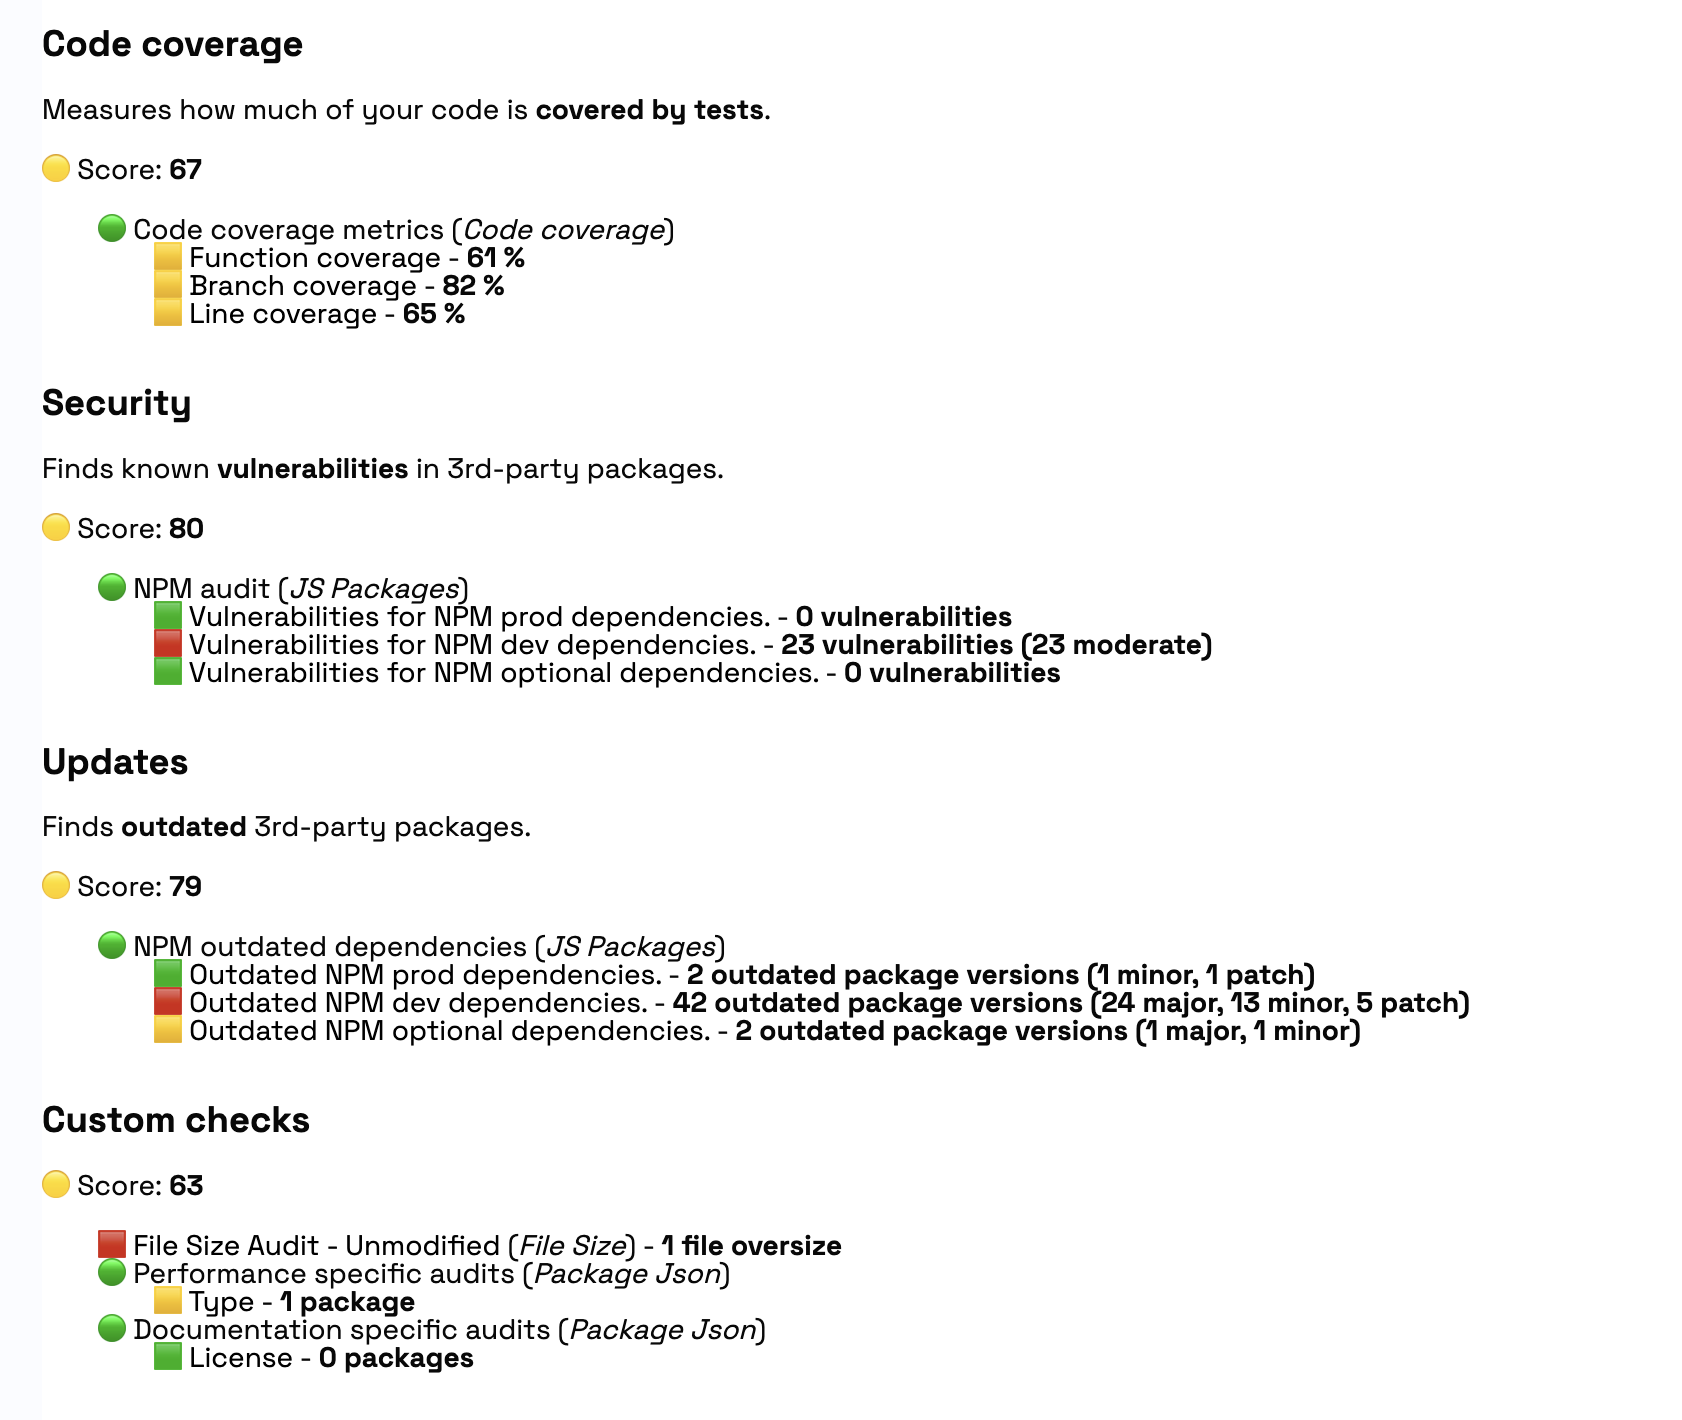 Code coverage
Measures how much of your code is covered by tests.
Score: 67
Code coverage metrics (Code coverage)
Function coverage - 61 %
Branch coverage - 82 %
Line coverage - 65 %
Security
Finds known vulnerabilities in 3rd-party packages.
Score: 80
NPM audit (JS Packages)
Vulnerabilities for NPM prod dependencies. - 0 vulnerabilities
Vulnerabilities for NPM dev dependencies. - 23 vulnerabilities (23 moderate)
Vulnerabilities for NPM optional dependencies. - 0 vulnerabilities
Updates
Finds outdated 3rd-party packages.
Score: 79
NPM outdated dependencies (JS Packages)
Outdated NPM prod dependencies. - 2 outdated package versions (1 minor, 1 patch)
Outdated NPM dev dependencies. - 42 outdated package versions (24 major, 13 minor, 5 patch)
Outdated NPM optional dependencies. - 2 outdated package versions (1 major, 1 minor)
Custom checks
Score: 63
File Size Audit - Unmodified (File Size) - 1 file oversize
Performance specific audits (Package Json)
Type - 1 package
Documentation specific audits (Package Json)
License - 0 packages